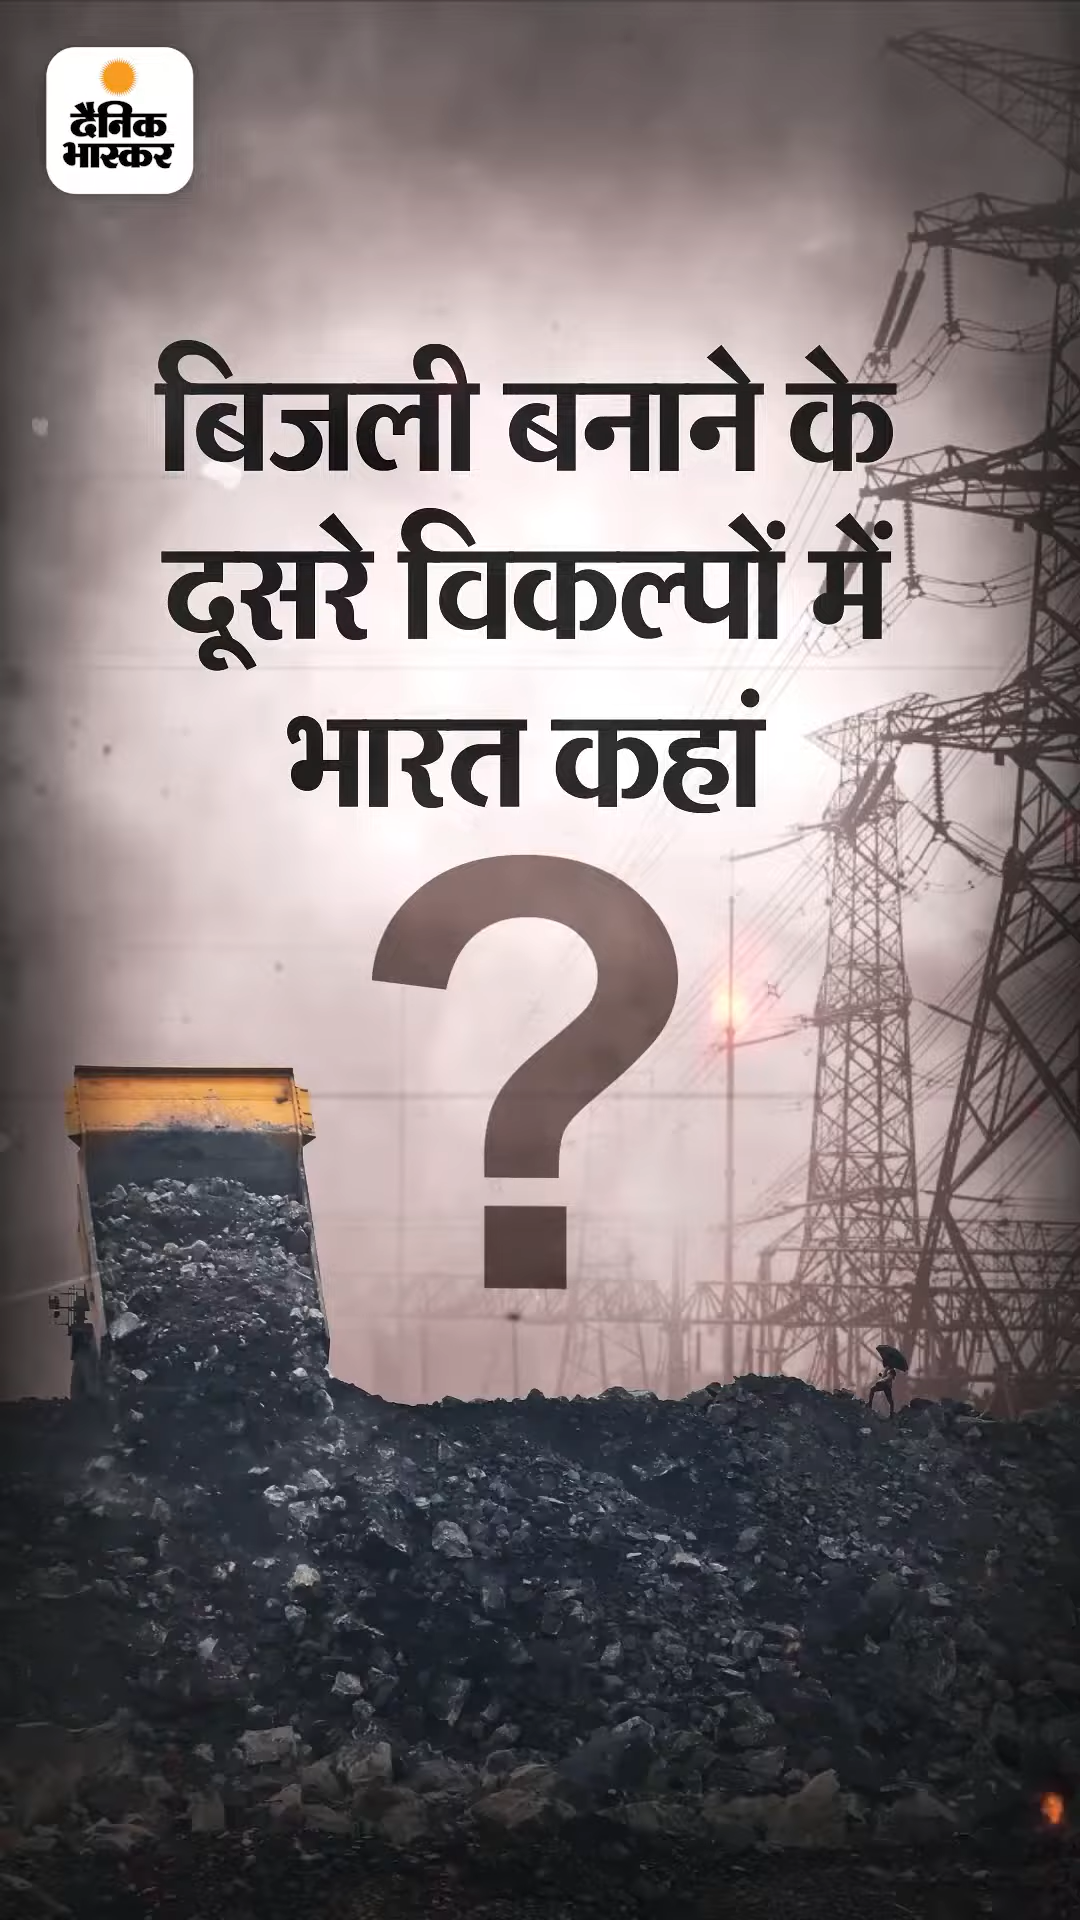 दैनिक
भास्कर
बिजली बनाने के
दूसरे विकल्पों में
भारत कहां
?